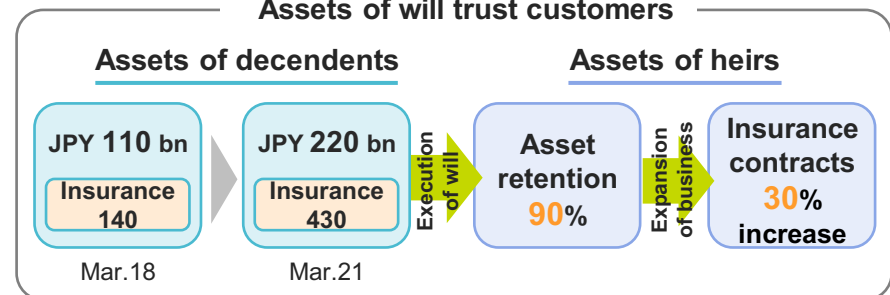 Assets of will trust customers
Assets of decendents
Assets of heirs
JPY 110 bn
Insurance
140
Mar.18
JPY 220 bn
Insurance
430
Mar.21
Execution
of will
Asset
retention
90%
Expansion
of business
Insurance
contracts
30%
increase